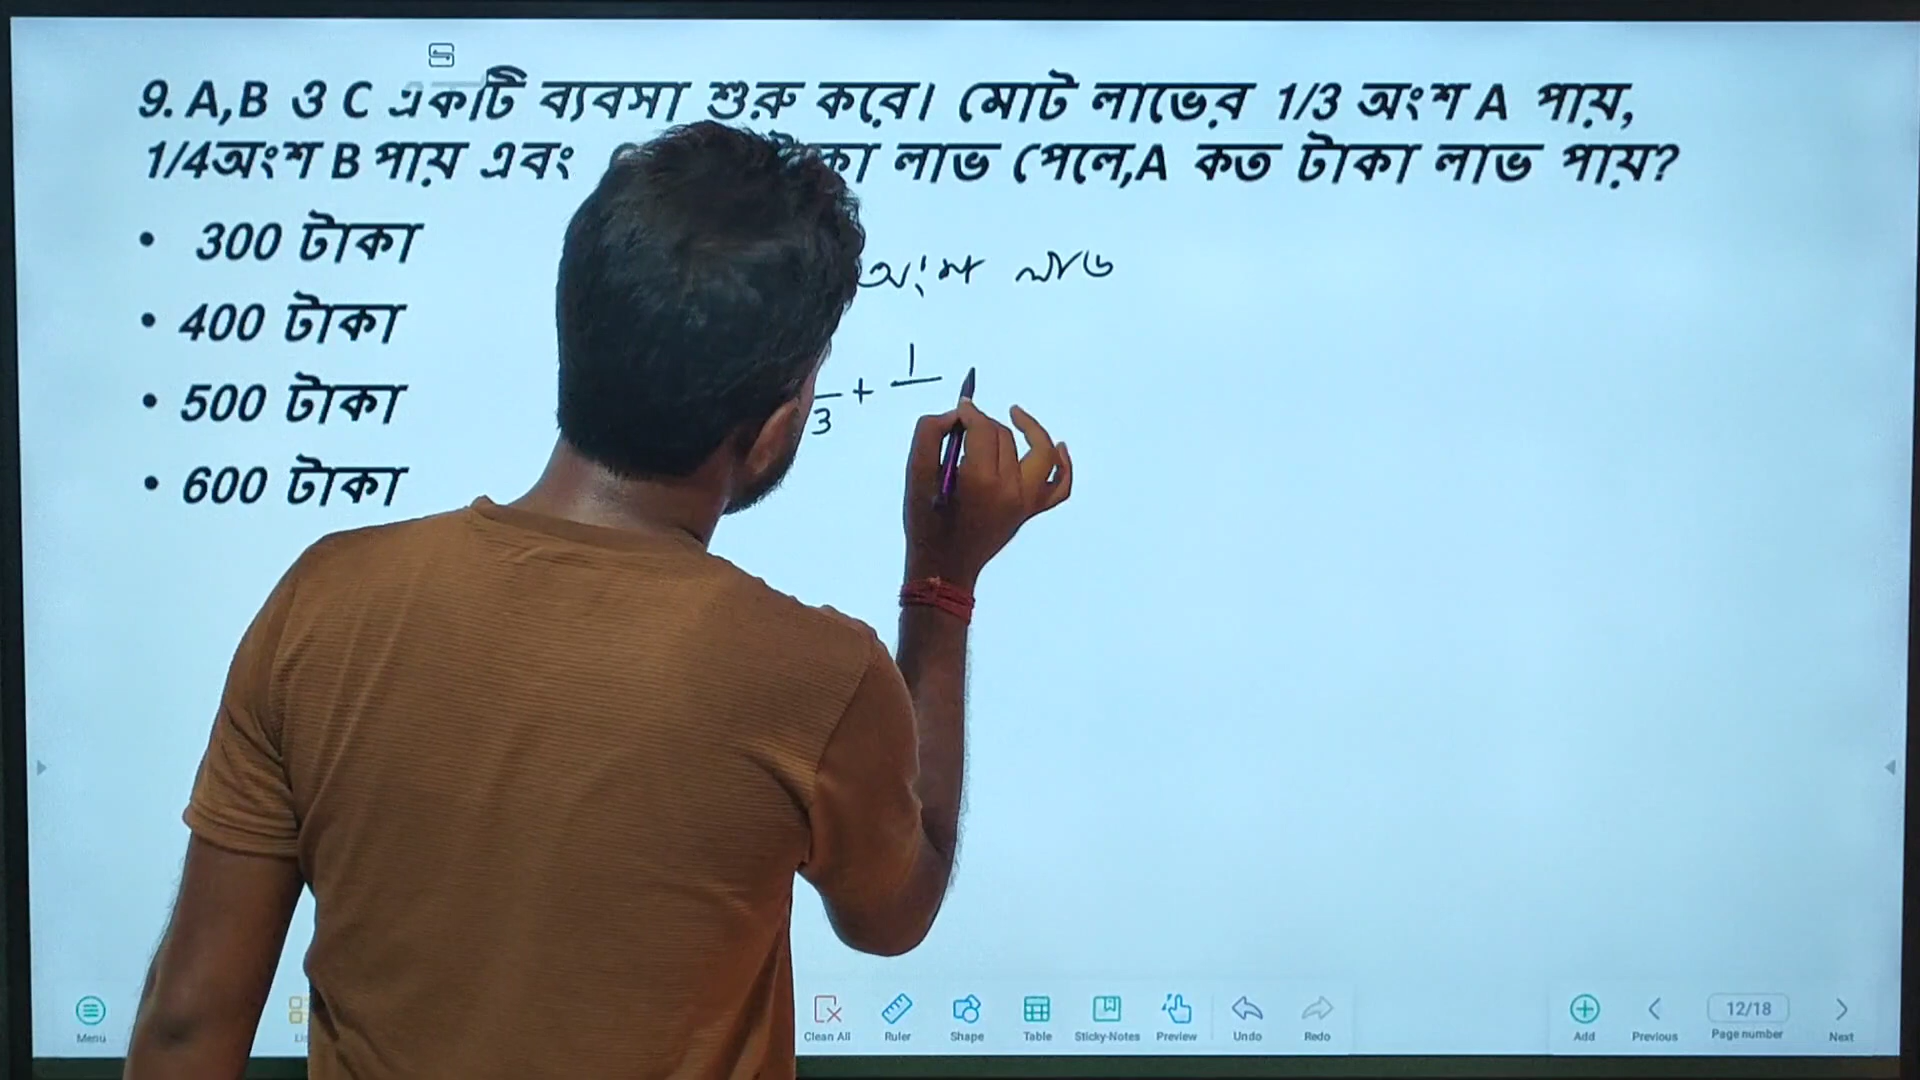 9. A,B ও C একটি ব্যবসা শুরু করে। মোট লাভের 1/3 অংশ A পায়,
1/4অংশ B পায় এবং টাকা লাভ পেলে,A কত টাকা লাভ পায়?
• 300 টাকা
• 400 টাকা
• 500 টাকা
• 600 টাকা
অংশ লাভ
3 + 1
Menu Clean All Ruler Shape Table Sticky-Notes Preview Undo Redo Add Previous 12/18 Page number Next